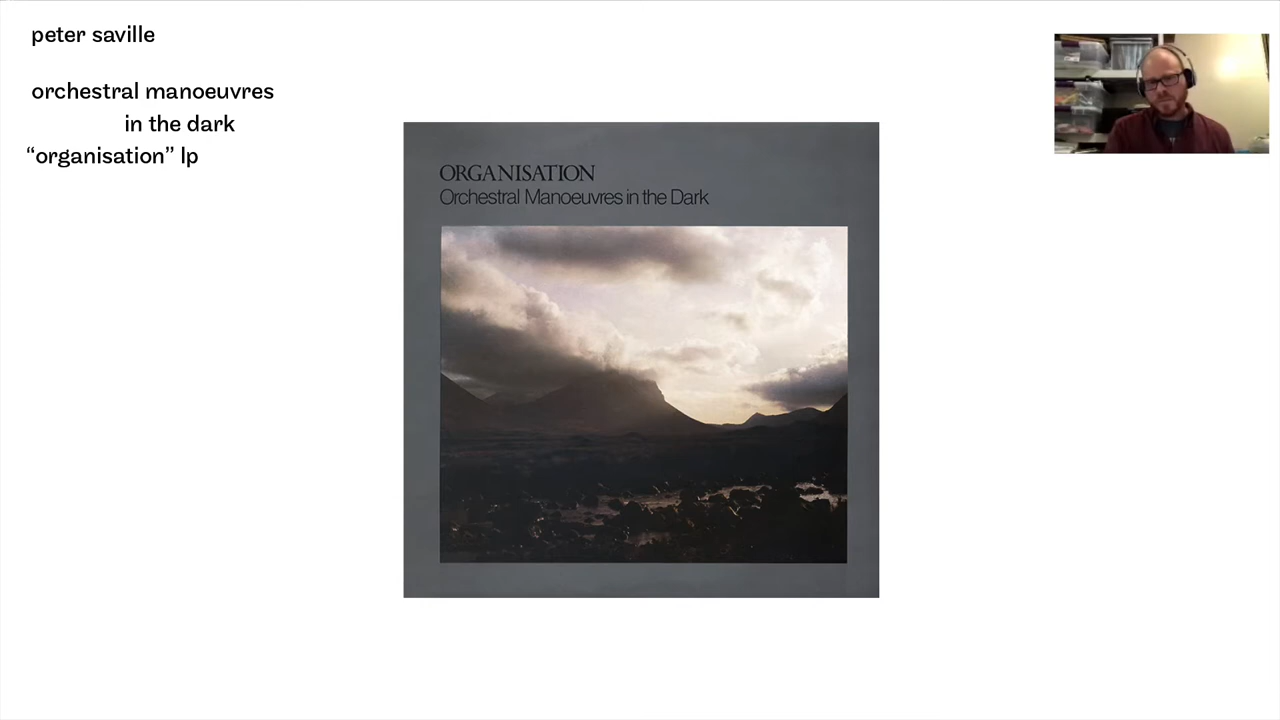 peter saville
orchestral manoeuvres
in the dark
“organisation” lp
ORGANISATION
Orchestral Manoeuvres in the Dark